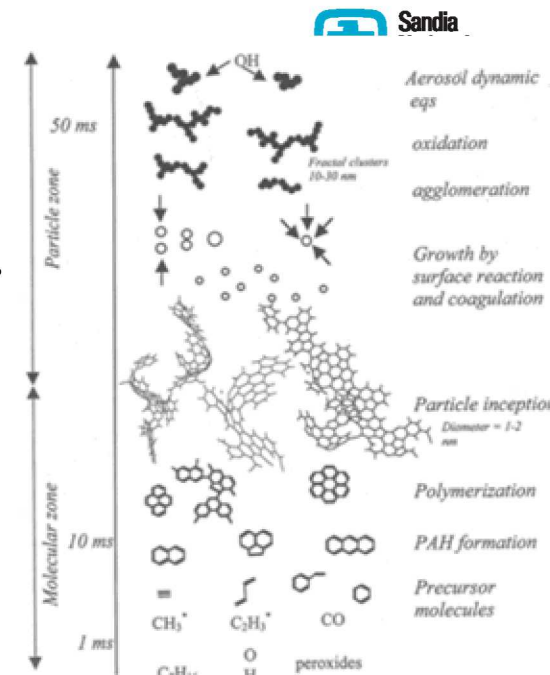 Sandia
OH
Aerosol dynamic
eqs
50 ms
oxidation
Fractal clusters
10-30 nm
agglomeration
Particle zone
Growth by
surface reaction
and coagulation
Particle inception
Diameter = 1-2
nm
Polymerization
Molecular zone
10 ms
PAH formation
Precursor
molecules
CH₃•
C₂H₃•
CO
1 ms
O
H
peroxides